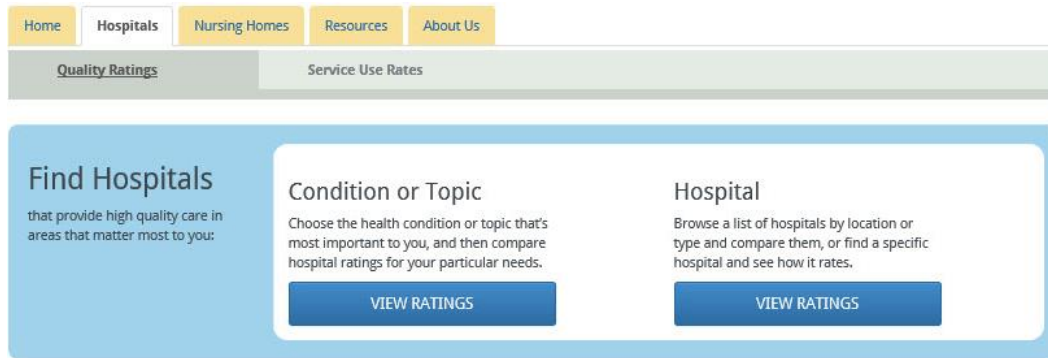 Home Hospitals Nursing Homes Resources About Us
Quality Ratings Service Use Rates
Find Hospitals
that provide high quality care in
areas that matter most to you:
Condition or Topic
Choose the health condition or topic that's
most important to you, and then compare
hospital ratings for your particular needs.
VIEW RATINGS
Hospital
Browse a list of hospitals by location or
type and compare them, or find a specific
hospital and see how it rates.
VIEW RATINGS